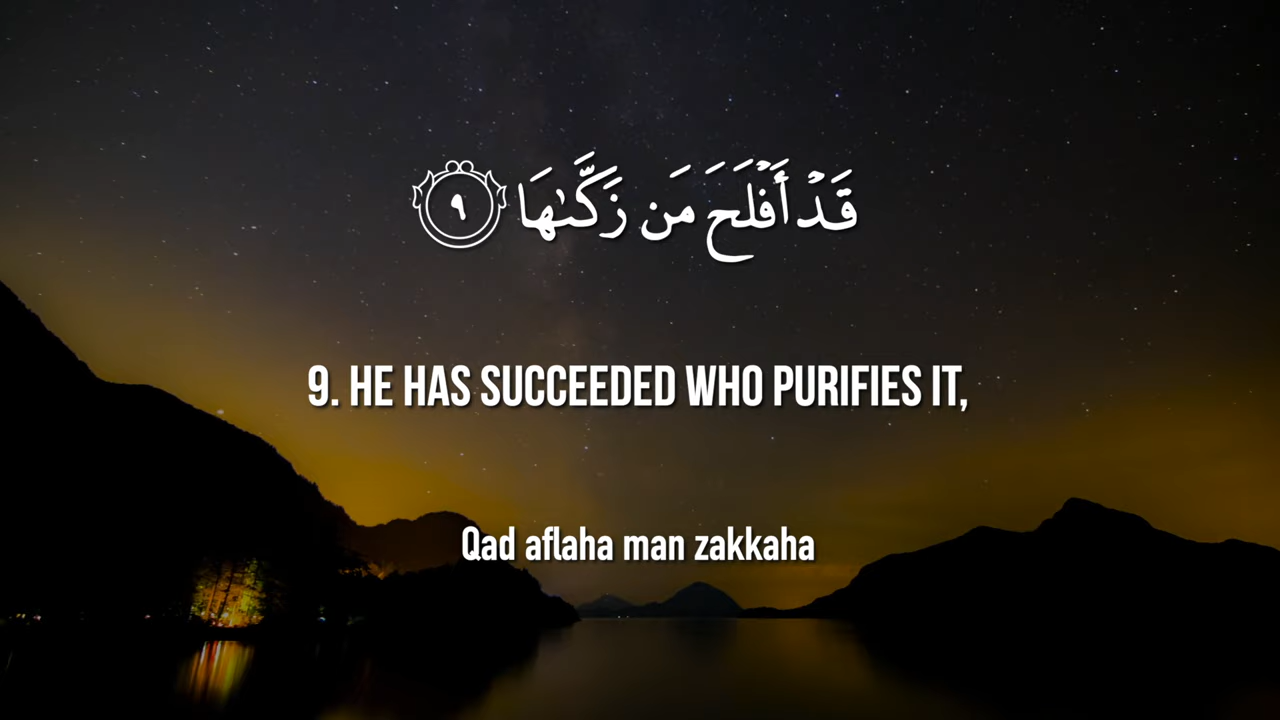 قَدْ أَفْلَحَ مَن زَكَّىٰهَا ٩
9. HE HAS SUCCEEDED WHO PURIFIES IT,
Qad aflaha man zakkaha